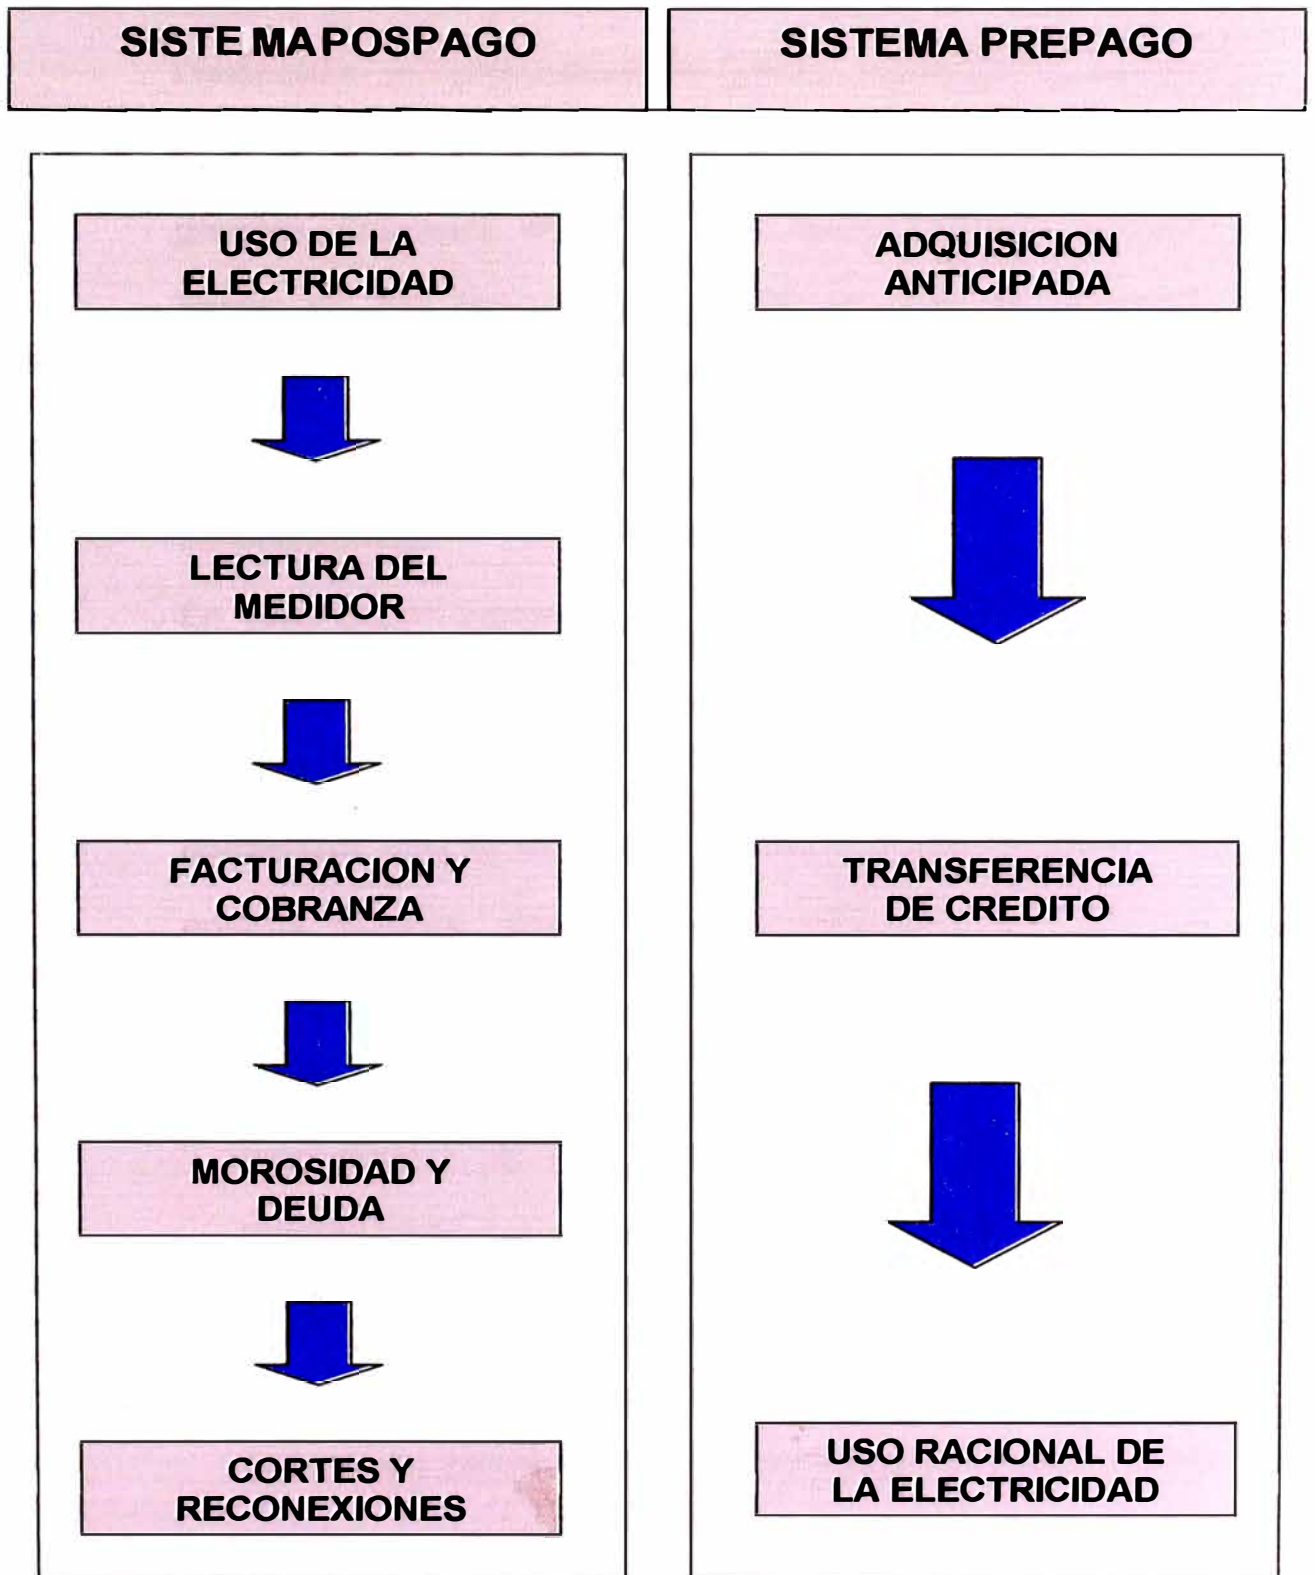 SISTE MAPOSPAGO
SISTEMA PREPAGO
USO DE LA
ELECTRICIDAD
LECTURA DEL
MEDIDOR
FACTURACION Y
COBRANZA
MOROSIDAD Y
DEUDA
CORTES Y
RECONEXIONES
ADQUISICION
ANTICIPADA
TRANSFERENCIA
DE CREDITO
USO RACIONAL DE
LA ELECTRICIDAD